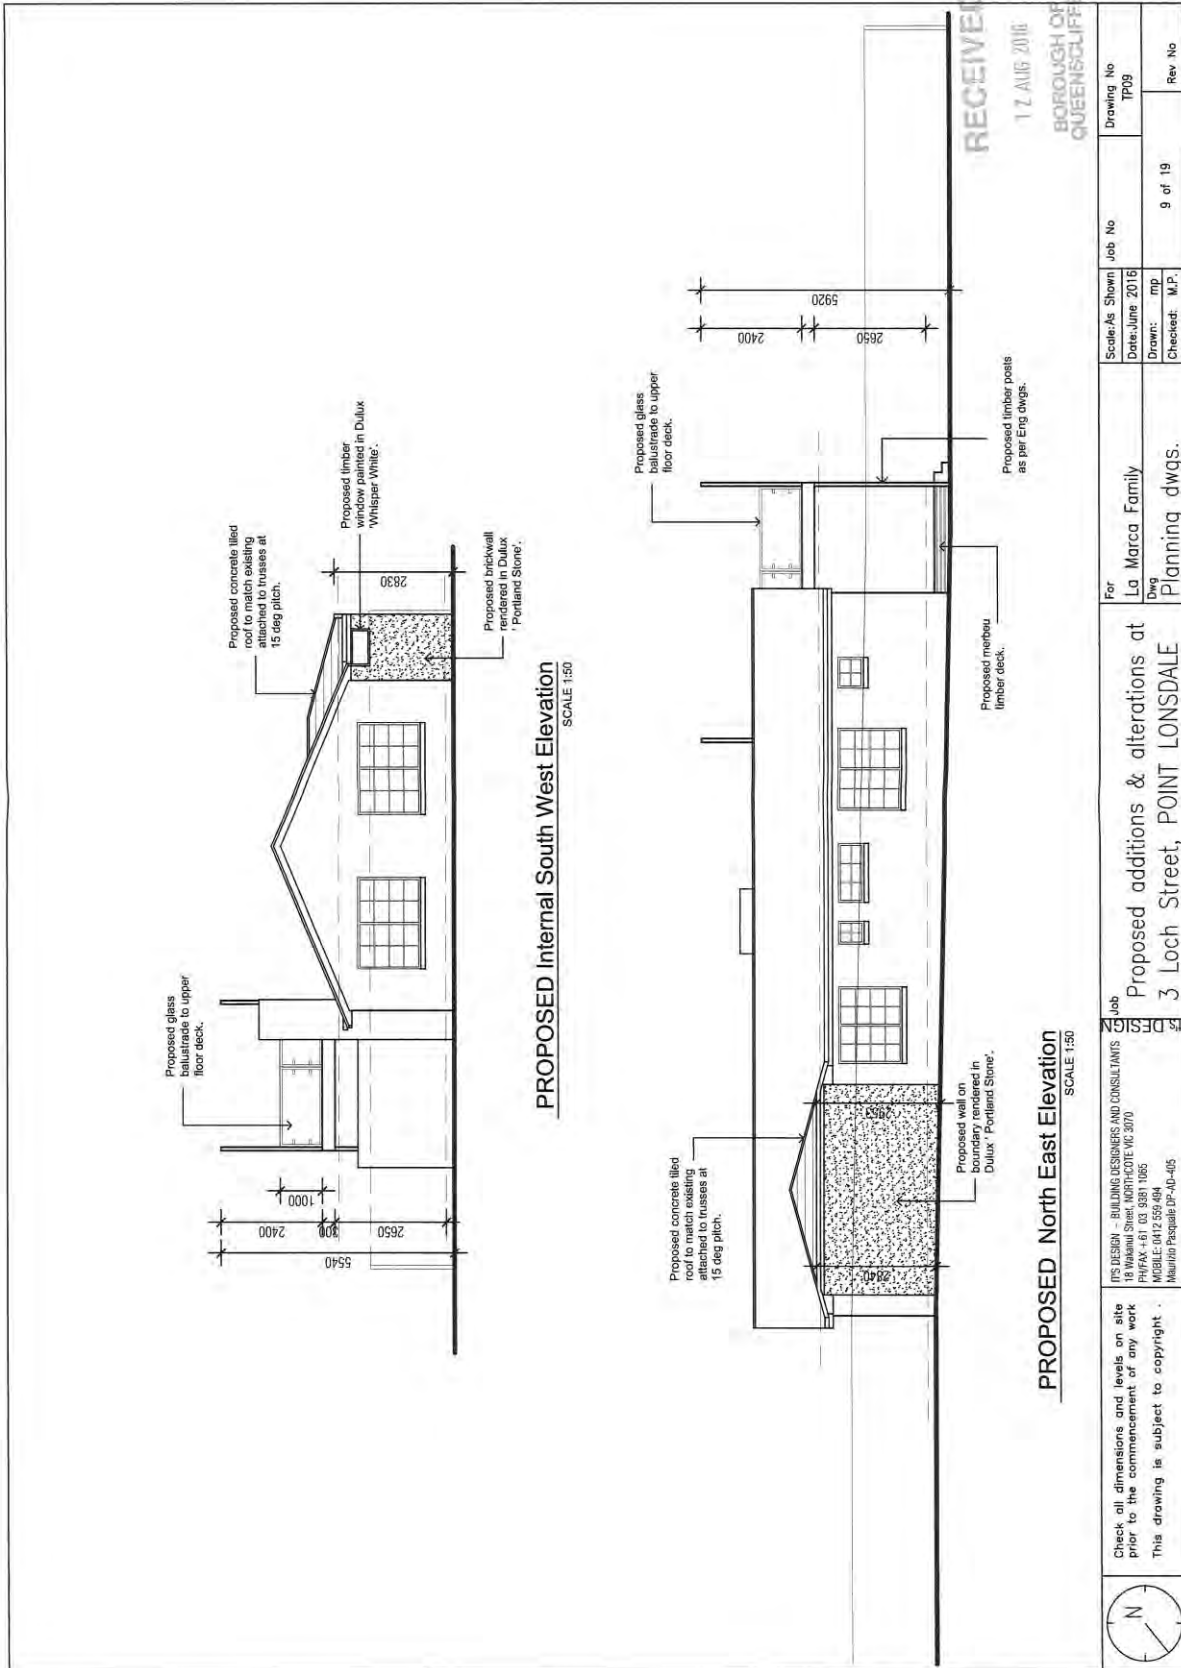 Proposed glass
balustrade to upper
floor deck.
Proposed concrete tiled
roof to match existing
attached to trusses at
15 deg pitch.
Proposed timber
window painted in Dulux
'Whisper White'.
Proposed brickwall
rendered in Dulux
' Portland Stone'.
5540
2400
300
2650
1000
2830
PROPOSED Internal South West Elevation
SCALE 1:50
Proposed concrete tiled
roof to match existing
attached to trusses at
15 deg pitch.
Proposed wall on
boundary rendered in
Dulux ' Portland Stone'.
2840
Proposed glass
balustrade to upper
floor deck.
2400
2650
5920
Proposed merbou
timber deck.
Proposed timber posts
as per Eng dwgs.
PROPOSED North East Elevation
SCALE 1:50
RECEIVED
12 AUG 2016
BOROUGH OF
QUEENSCLIFFE
N
Check all dimensions and levels on site
prior to the commencement of any work
This drawing is subject to copyright .
IT'S DESIGN - BUILDING DESIGNERS AND CONSULTANTS
18 Wakanui Street, NORTHCOTE VIC 3070
PH/FAX +61 03 9381 1665
MOBILE: 0412 559 494
Maurizio Pasquale DP-AD-405
it's DESIGN
Job
Proposed additions & alterations at
3 Loch Street, POINT LONSDALE
For
La Marca Family
Dwg
Planning dwgs.
Scale:As Shown
Date:June 2016
Drawn: mp
Checked: M.P.
Job No
9 of 19
Drawing No
TP09
Rev No